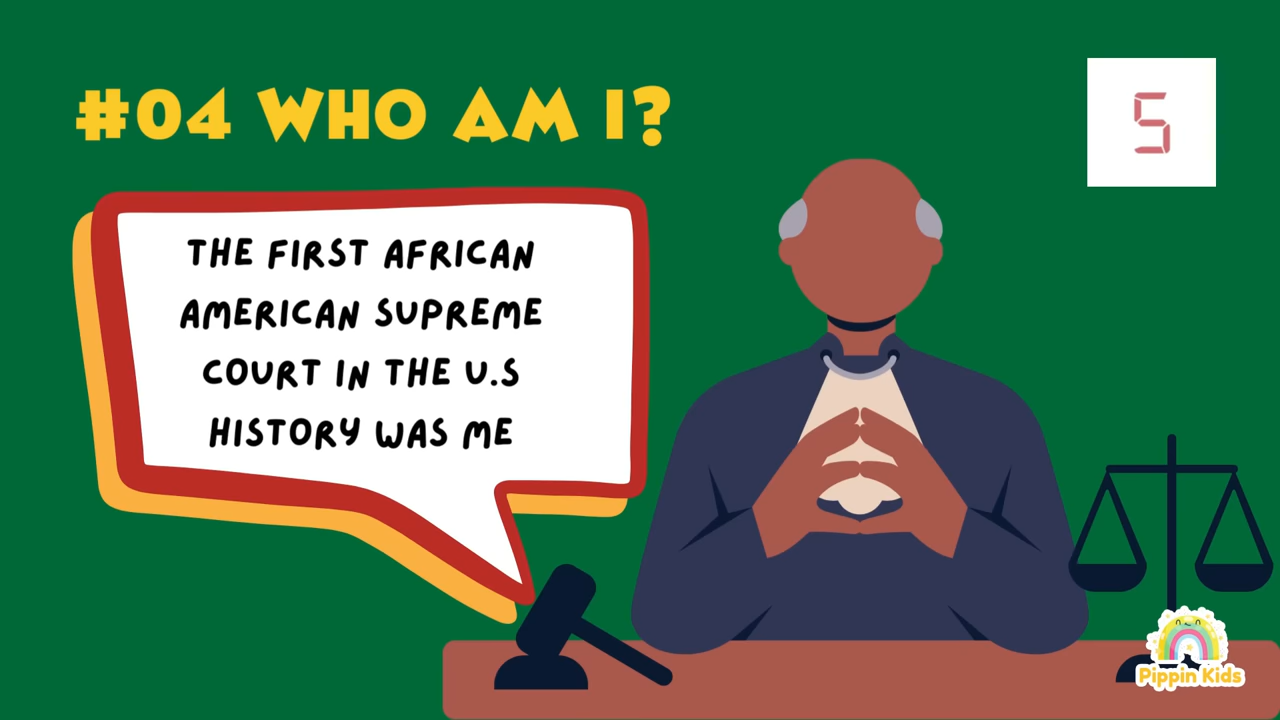 #04 WHO AM I?
5
THE FIRST AFRICAN
AMERICAN SUPREME
COURT IN THE U.S
HISTORY WAS ME
Pippin Kids